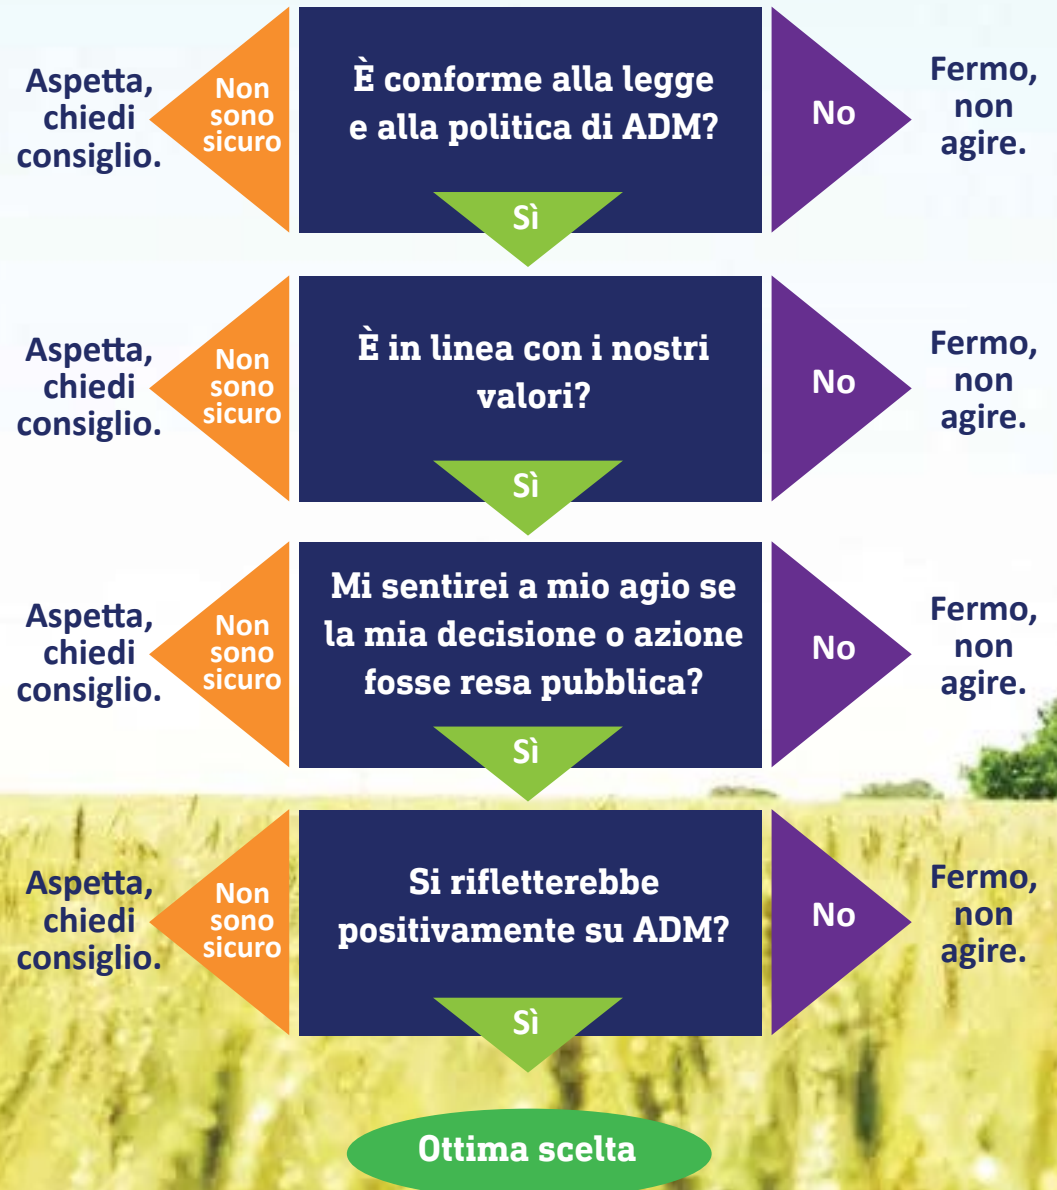 Aspetta,
chiedi
consiglio.
Non
sono
sicuro
È conforme alla legge
e alla politica di ADM?
Sì
No
Fermo,
non
agire.
Aspetta,
chiedi
consiglio.
Non
sono
sicuro
È in linea con i nostri
valori?
Sì
No
Fermo,
non
agire.
Aspetta,
chiedi
consiglio.
Non
sono
sicuro
Mi sentirei a mio agio se
la mia decisione o azione
fosse resa pubblica?
Sì
No
Fermo,
non
agire.
Aspetta,
chiedi
consiglio.
Non
sono
sicuro
Si rifletterebbe
positivamente su ADM?
Sì
No
Fermo,
non
agire.
Ottima scelta